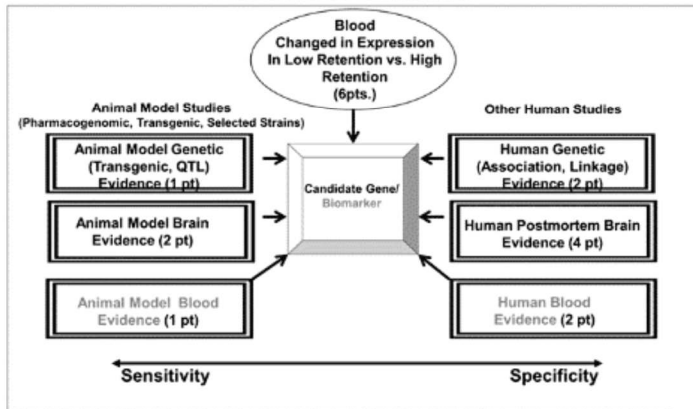 Blood
Changed in Expression
In Low Retention vs. High
Retention
(6pts.)
Animal Model Studies
(Pharmacogenomic, Transgenic, Selected Strains)
Other Human Studies
Animal Model Genetic
(Transgenic, QTL)
Evidence (1 pt)
Human Genetic
(Association, Linkage)
Evidence (2 pt)
Candidate Gene/
Biomarker
Animal Model Brain
Evidence (2 pt)
Human Postmortem Brain
Evidence (4 pt)
Animal Model Blood
Evidence (1 pt)
Human Blood
Evidence (2 pt)
Sensitivity
Specificity